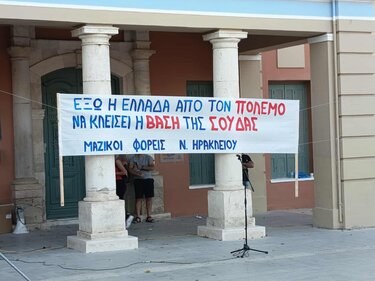 ΕΞΩ Η ΕΛΛΑΔΑ ΑΠΟ ΤΟΝ ΠΟΛΕΜΟ
ΝΑ ΚΛΕΙΣΕΙ Η ΒΑΣΗ ΤΗΣ ΣΟΥΔΑΣ
ΜΑΖΙΚΟΙ ΦΟΡΕΙΣ Ν. ΗΡΑΚΛΕΙΟΥ